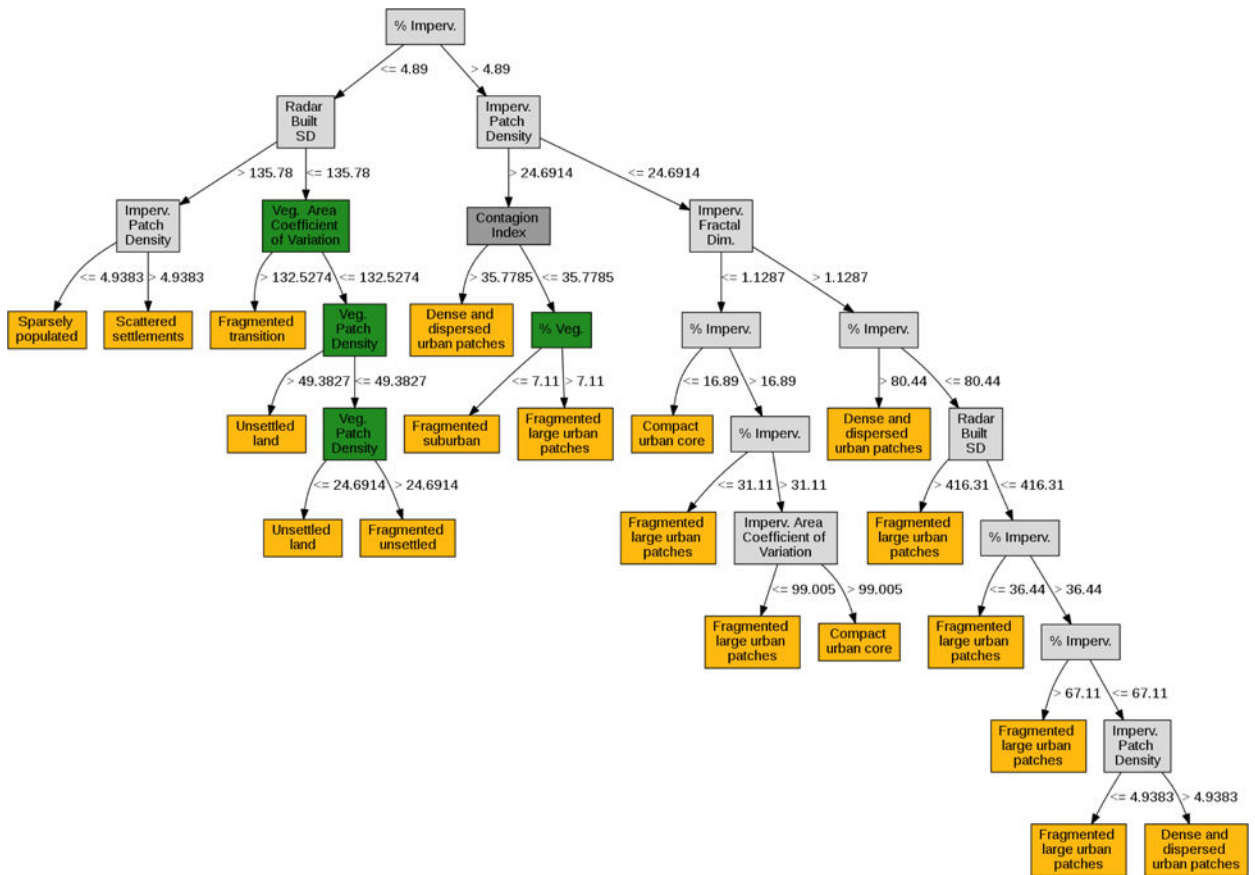 % Imperv.
<= 4.89
> 4.89
Radar
Built
SD
Imperv.
Patch
Density
> 135.78
<= 135.78
> 24.6914
<= 24.6914
Imperv.
Patch
Density
Veg. Area
Coefficient
of Variation
Contagion
Index
Imperv.
Fractal
Dim.
<= 4.9383
> 4.9383
> 132.5274
<= 132.5274
> 35.7785
<= 35.7785
<= 1.1287
> 1.1287
Sparsely
populated
Scattered
settlements
Fragmented
transition
Veg.
Patch
Density
Dense and
dispersed
urban patches
% Veg.
% Imperv.
% Imperv.
> 49.3827
<= 49.3827
<= 7.11
> 7.11
<= 16.89
> 16.89
> 80.44
<= 80.44
Unsettled
land
Veg.
Patch
Density
Fragmented
suburban
Fragmented
large urban
patches
Compact
urban core
% Imperv.
Dense and
dispersed
urban patches
Radar
Built
SD
<= 24.6914
> 24.6914
<= 31.11
> 31.11
> 416.31
<= 416.31
Unsettled
land
Fragmented
unsettled
Fragmented
large urban
patches
Imperv. Area
Coefficient of
Variation
Fragmented
large urban
patches
% Imperv.
<= 99.005
> 99.005
<= 36.44
> 36.44
Fragmented
large urban
patches
Compact
urban core
Fragmented
large urban
patches
% Imperv.
> 67.11
<= 67.11
Fragmented
large urban
patches
Imperv.
Patch
Density
<= 4.9383
> 4.9383
Fragmented
large urban
patches
Dense and
dispersed
urban patches